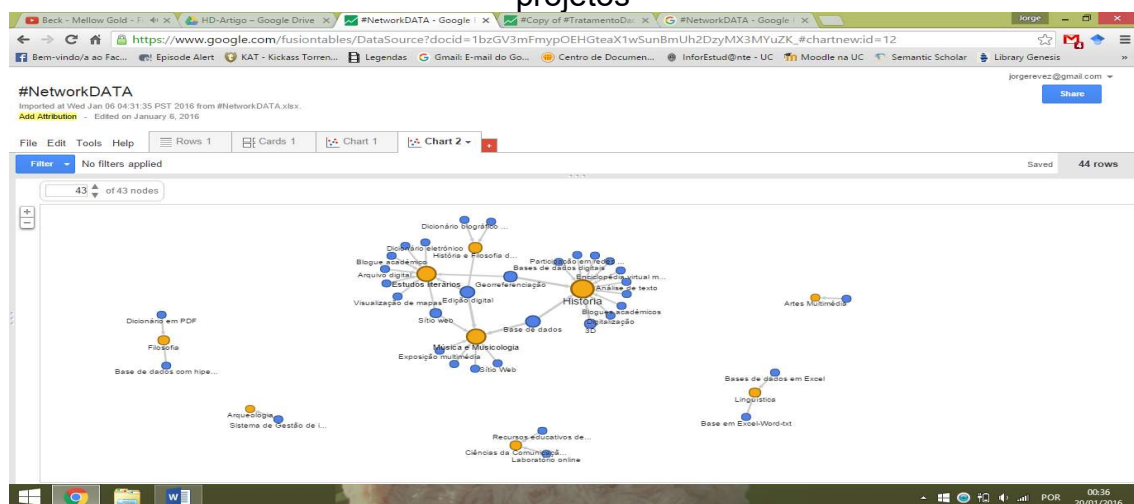 projetos
Beck - Mellow Gold - F
HD-Artigo – Google Drive
#NetworkDATA - Google
#Copy of #TratamentoDa
#NetworkDATA - Googl
Jorge
https://www.google.com/fusiontables/DataSource?docid=1bzGV3mFmypOEHGteaX1wSunBmUh2DzyMX3MYuZK_#chartnew:id=12
Bem-vindo/a ao Fac...
Episode Alert
KAT - Kickass Torren...
Legendas
Gmail: E-mail do Go...
Centro de Documen...
InforEstud@nte - UC
Moodle na UC
Semantic Scholar
Library Genesis
»
jorgerevez@gmail.com
#NetworkDATA
Share
Imported at Wed Jan 06 04:31:35 PST 2016 from #NetworkDATA.xlsx.
Add Attribution - Edited on January 6, 2016
File Edit Tools Help
Rows 1
Cards 1
Chart 1
Chart 2
+
Filter
No filters applied
Saved
44 rows
43 of 43 nodes
+
−
Dicionário biográfico ...
Dicionário eletrónico
História e Filosofia d...
Blogue académico
Participação em redes ...
Bases de dados digitais
Arquivo digital
Enciclopédia virtual m...
Estudos literários
Georreferenciação
Análise de texto
Visualização de mapas
Edição digital
História
Artes Multimédia
Blogues académicos
Dicionário em PDF
Sítio web
Base de dados
Digitalização
3D
Filosofia
Música e Musicologia
Exposição multimédia
Sítio Web
Base de dados com hipe...
Bases de dados em Excel
Linguística
Arqueologia
Sistema de Gestão de i...
Base em Excel-Word-txt
Recursos educativos de...
Ciências da Comunicaçã...
Laboratório online
POR
00:36
20/01/2016